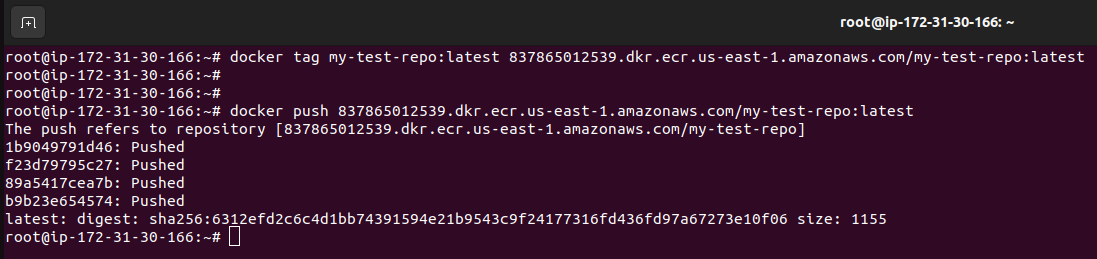 root@ip-172-31-30-166: ~
root@ip-172-31-30-166:~# docker tag my-test-repo:latest 837865012539.dkr.ecr.us-east-1.amazonaws.com/my-test-repo:latest
root@ip-172-31-30-166:~#
root@ip-172-31-30-166:~#
root@ip-172-31-30-166:~# docker push 837865012539.dkr.ecr.us-east-1.amazonaws.com/my-test-repo:latest
The push refers to repository [837865012539.dkr.ecr.us-east-1.amazonaws.com/my-test-repo]
1b9049791d46: Pushed
f23d79795c27: Pushed
89a5417cea7b: Pushed
b9b23e654574: Pushed
latest: digest: sha256:6312efd2c6c4d1bb74391594e21b9543c9f24177316fd436fd97a67273e10f06 size: 1155
root@ip-172-31-30-166:~#